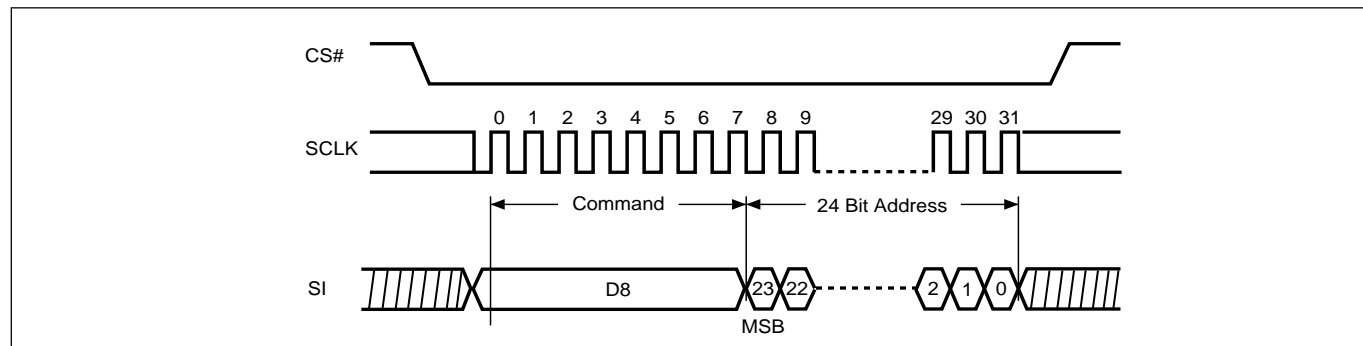 CS#
0 1 2 3 4 5 6 7 8 9 29 30 31
SCLK
Command 24 Bit Address
SI D8 23 22 2 1 0
MSB